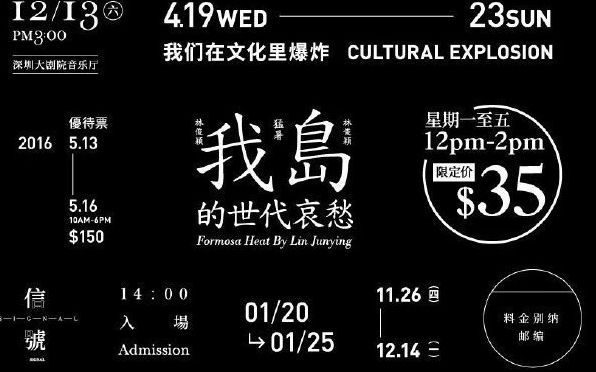 12/13 六
PM3:00
深圳大剧院音乐厅
4.19WED
23SUN
我们在文化里爆炸 CULTURAL EXPLOSION
2016
優待票
5.13
5.16
10AM-6PM
$150
林俊穎
猛暑
林俊穎
我島
的世代哀愁
Formosa Heat By Lin Junying
星期一至五
12pm-2pm
限定价
$35
信
S-I-G-N-A-L
號
SIGNAL
14:00
入場
Admission
01/20
↳01/25
11.26(四)
12.14(一)
料金別纳
邮编